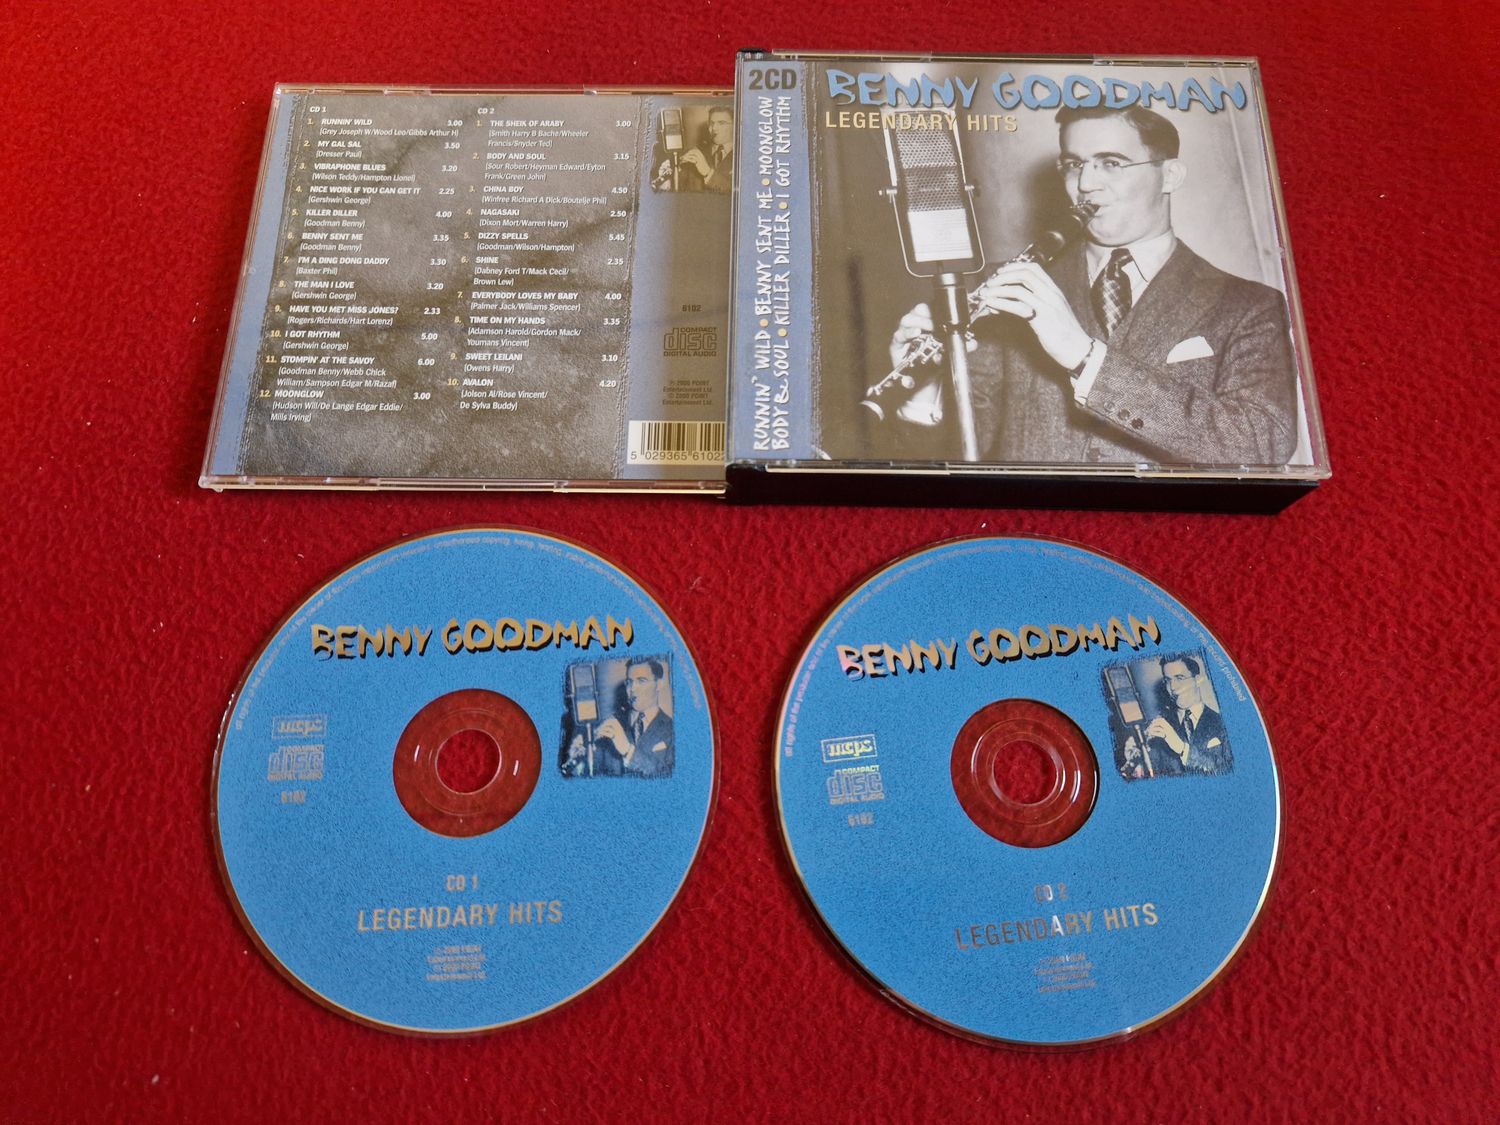 CD 1
1. RUNNIN' WILD 3.00
(Grey Joseph W/Wood Leo/Gibbs Arthur H)
2. MY GAL SAL 3.50
(Dresser Paul)
3. VIBRAPHONE BLUES 3.20
(Wilson Teddy/Hampton Lionel)
4. NICE WORK IF YOU CAN GET IT 2.25
(Gershwin George)
5. KILLER DILLER 4.00
(Goodman Benny)
6. BENNY SENT ME 3.35
(Goodman Benny)
7. I'M A DING DONG DADDY 3.30
(Baxter Phil)
8. THE MAN I LOVE 3.20
(Gershwin George)
9. HAVE YOU MET MISS JONES? 2.33
(Rogers/Richards/Hart Lorenz)
10. I GOT RHYTHM 5.00
(Gershwin George)
11. STOMPIN' AT THE SAVOY 6.00
(Goodman Benny/Webb Chick
William/Sampson Edgar M/Razaf)
12. MOONGLOW 3.00
(Hudson Will/De Lange Edgar Eddie/
Mills Irving)
CD 2
1. THE SHEIK OF ARABY 3.00
(Smith Harry B Bache/Wheeler
Francis/Snyder Ted)
2. BODY AND SOUL 3.15
(Sour Robert/Heyman Edward/Eyton
Frank/Green John)
3. CHINA BOY 4.50
(Winfree Richard A Dick/Boutelje Phil)
4. NAGASAKI 2.50
(Dixon Mort/Warren Harry)
5. DIZZY SPELLS 5.45
(Goodman/Wilson/Hampton)
6. SHINE 2.35
(Dabney Ford T/Mack Cecil/
Brown Lew)
7. EVERYBODY LOVES MY BABY 4.00
(Palmer Jack/Williams Spencer)
8. TIME ON MY HANDS 3.35
(Adamson Harold/Gordon Mack/
Youmans Vincent)
9. SWEET LEILANI 3.10
(Owens Harry)
10. AVALON 4.20
(Jolson Al/Rose Vincent/
De Sylva Buddy)
6102
COMPACT
disc
DIGITAL AUDIO
℗ 2000 POINT
Entertainment Ltd.
© 2000 POINT
Entertainment Ltd.
5 029365 61022
2CD
RUNNIN' WILD • BENNY SENT ME • MOONGLOW
BODY & SOUL • KILLER DILLER • I GOT RHYTHM
BENNY GOODMAN
LEGENDARY HITS
BENNY GOODMAN
mcps
COMPACT
disc
DIGITAL AUDIO
6102
CD 1
LEGENDARY HITS
BENNY GOODMAN
mcps
COMPACT
disc
DIGITAL AUDIO
6102
CD 2
LEGENDARY HITS